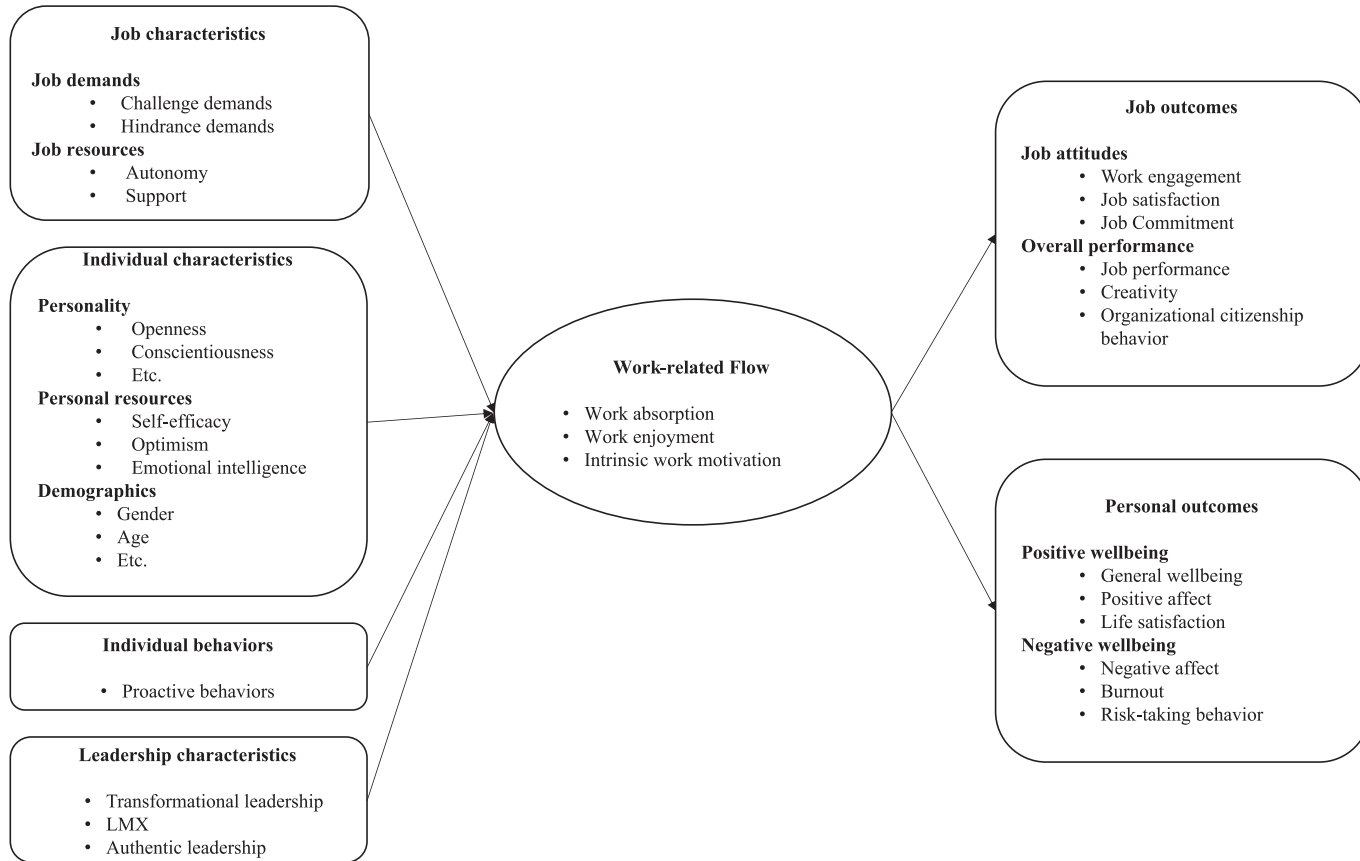 Job characteristics
Job demands
• Challenge demands
• Hindrance demands
Job resources
• Autonomy
• Support
Individual characteristics
Personality
• Openness
• Conscientiousness
• Etc.
Personal resources
• Self-efficacy
• Optimism
• Emotional intelligence
Demographics
• Gender
• Age
• Etc.
Individual behaviors
• Proactive behaviors
Leadership characteristics
• Transformational leadership
• LMX
• Authentic leadership
Work-related Flow
• Work absorption
• Work enjoyment
• Intrinsic work motivation
Job outcomes
Job attitudes
• Work engagement
• Job satisfaction
• Job Commitment
Overall performance
• Job performance
• Creativity
• Organizational citizenship
behavior
Personal outcomes
Positive wellbeing
• General wellbeing
• Positive affect
• Life satisfaction
Negative wellbeing
• Negative affect
• Burnout
• Risk-taking behavior